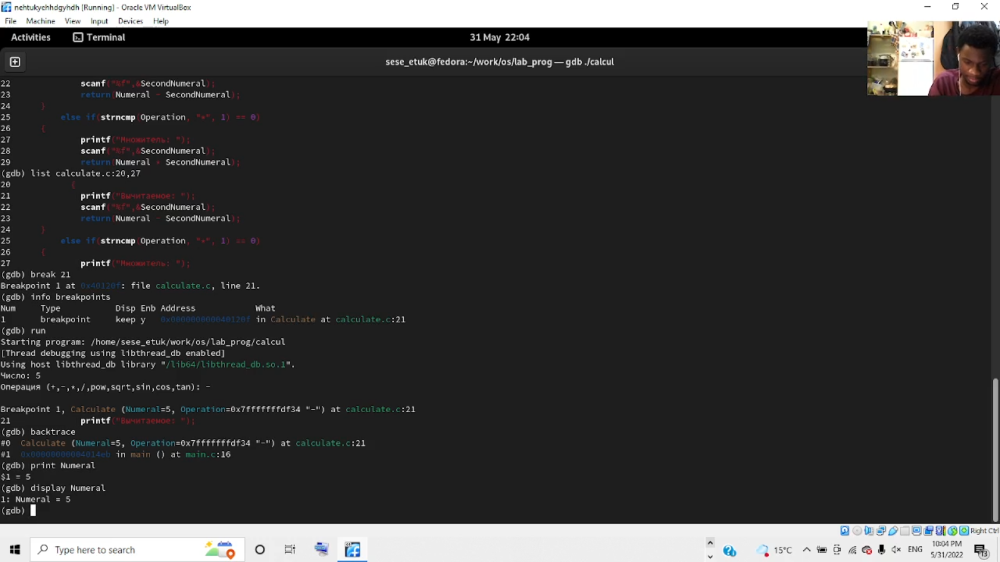 nehtukyehhdgyhdh [Running] - Oracle VM VirtualBox
File Machine View Input Devices Help
Activities Terminal 31 May 22:04
sese_etuk@fedora:~/work/os/lab_prog — gdb ./calcul
22 scanf("%f",&SecondNumeral);
23 return(Numeral - SecondNumeral);
24 }
25 else if(strncmp(Operation, "*", 1) == 0)
26 {
27 printf("Множитель: ");
28 scanf("%f",&SecondNumeral);
29 return(Numeral * SecondNumeral);
(gdb) list calculate.c:20,27
20 {
21 printf("Вычитаемое: ");
22 scanf("%f",&SecondNumeral);
23 return(Numeral - SecondNumeral);
24 }
25 else if(strncmp(Operation, "*", 1) == 0)
26 {
27 printf("Множитель: ");
(gdb) break 21
Breakpoint 1 at 0x40120f: file calculate.c, line 21.
(gdb) info breakpoints
Num Type Disp Enb Address What
1 breakpoint keep y 0x000000000040120f in Calculate at calculate.c:21
(gdb) run
Starting program: /home/sese_etuk/work/os/lab_prog/calcul
[Thread debugging using libthread_db enabled]
Using host libthread_db library "/lib64/libthread_db.so.1".
Число: 5
Операция (+,-,*,/,pow,sqrt,sin,cos,tan): -
Breakpoint 1, Calculate (Numeral=5, Operation=0x7fffffffdf34 "-") at calculate.c:21
21 printf("Вычитаемое: ");
(gdb) backtrace
#0 Calculate (Numeral=5, Operation=0x7fffffffdf34 "-") at calculate.c:21
#1 0x00000000004014eb in main () at main.c:16
(gdb) print Numeral
$1 = 5
(gdb) display Numeral
1: Numeral = 5
(gdb)
Right Ctrl
Type here to search
15°C ENG 10:04 PM
5/31/2022
13